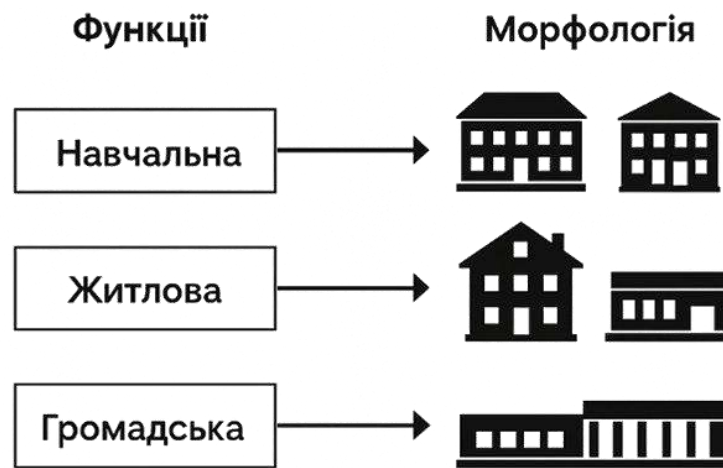 Функції
Морфологія
Навчальна
Житлова
Громадська